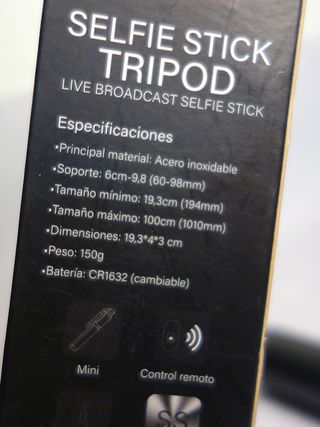 SELFIE STICK
TRIPOD
LIVE BROADCAST SELFIE STICK
Especificaciones
•Principal material: Acero inoxidable
•Soporte: 6cm-9,8 (60-98mm)
•Tamaño mínimo: 19,3cm (194mm)
•Tamaño máximo: 100cm (1010mm)
•Dimensiones: 19,3*4*3 cm
•Peso: 150g
•Batería: CR1632 (cambiable)
Mini
Control remoto
SS